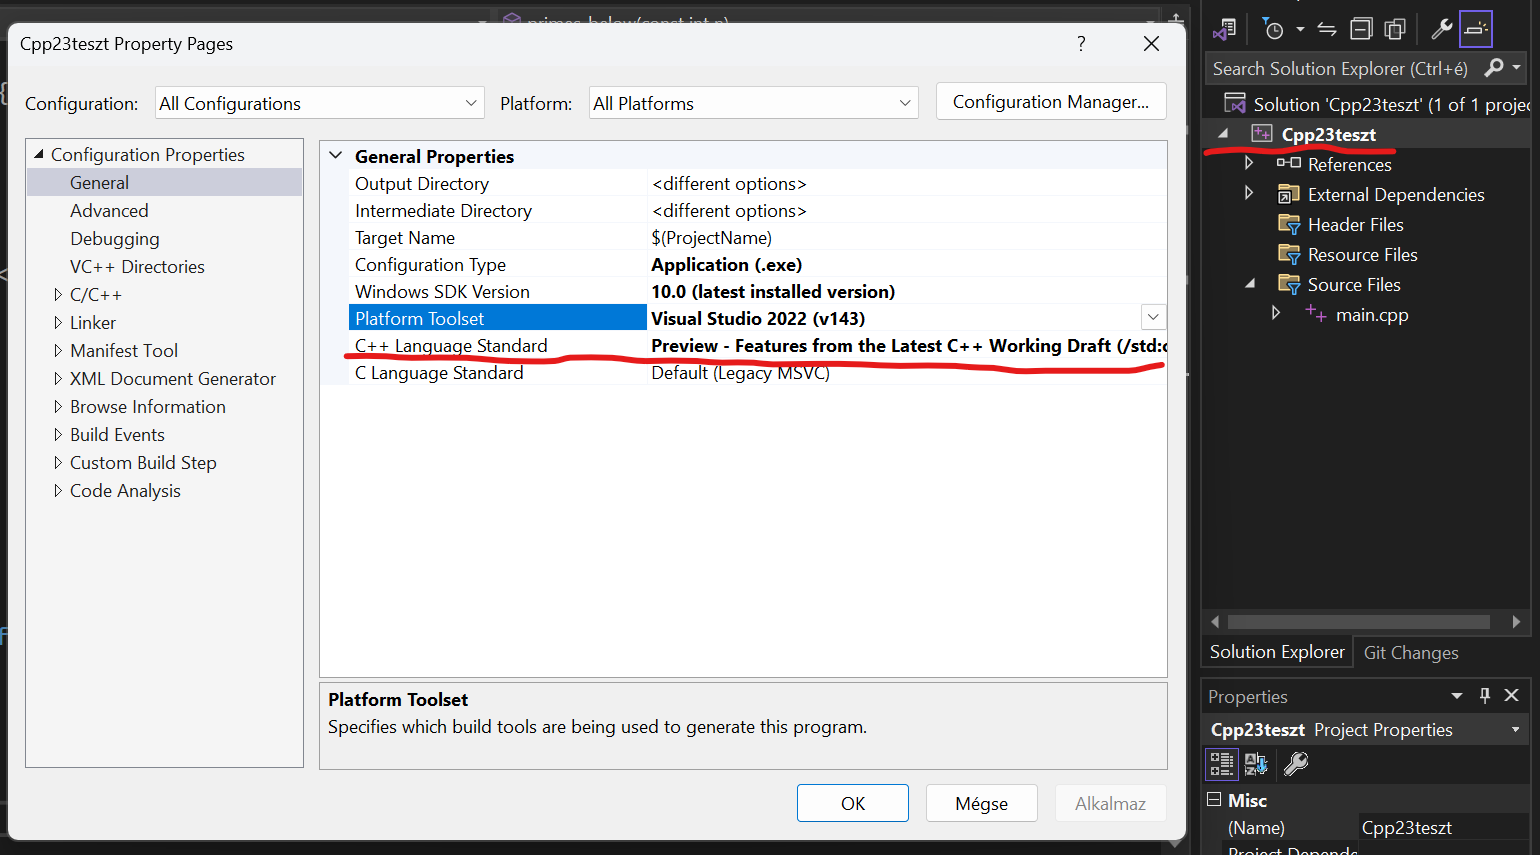 primes_below(const int n)
Cpp23teszt Property Pages
?
Configuration: All Configurations Platform: All Platforms Configuration Manager...
Configuration Properties
General
Advanced
Debugging
VC++ Directories
C/C++
Linker
Manifest Tool
XML Document Generator
Browse Information
Build Events
Custom Build Step
Code Analysis
General Properties
Output Directory <different options>
Intermediate Directory <different options>
Target Name $(ProjectName)
Configuration Type Application (.exe)
Windows SDK Version 10.0 (latest installed version)
Platform Toolset Visual Studio 2022 (v143)
C++ Language Standard Preview - Features from the Latest C++ Working Draft (/std:c
C Language Standard Default (Legacy MSVC)
Platform Toolset
Specifies which build tools are being used to generate this program.
OK Mégse Alkalmaz
Search Solution Explorer (Ctrl+é)
Solution 'Cpp23teszt' (1 of 1 projec
Cpp23teszt
References
External Dependencies
Header Files
Resource Files
Source Files
main.cpp
Solution Explorer Git Changes
Properties
Cpp23teszt Project Properties
Misc
(Name) Cpp23teszt
Project Depende